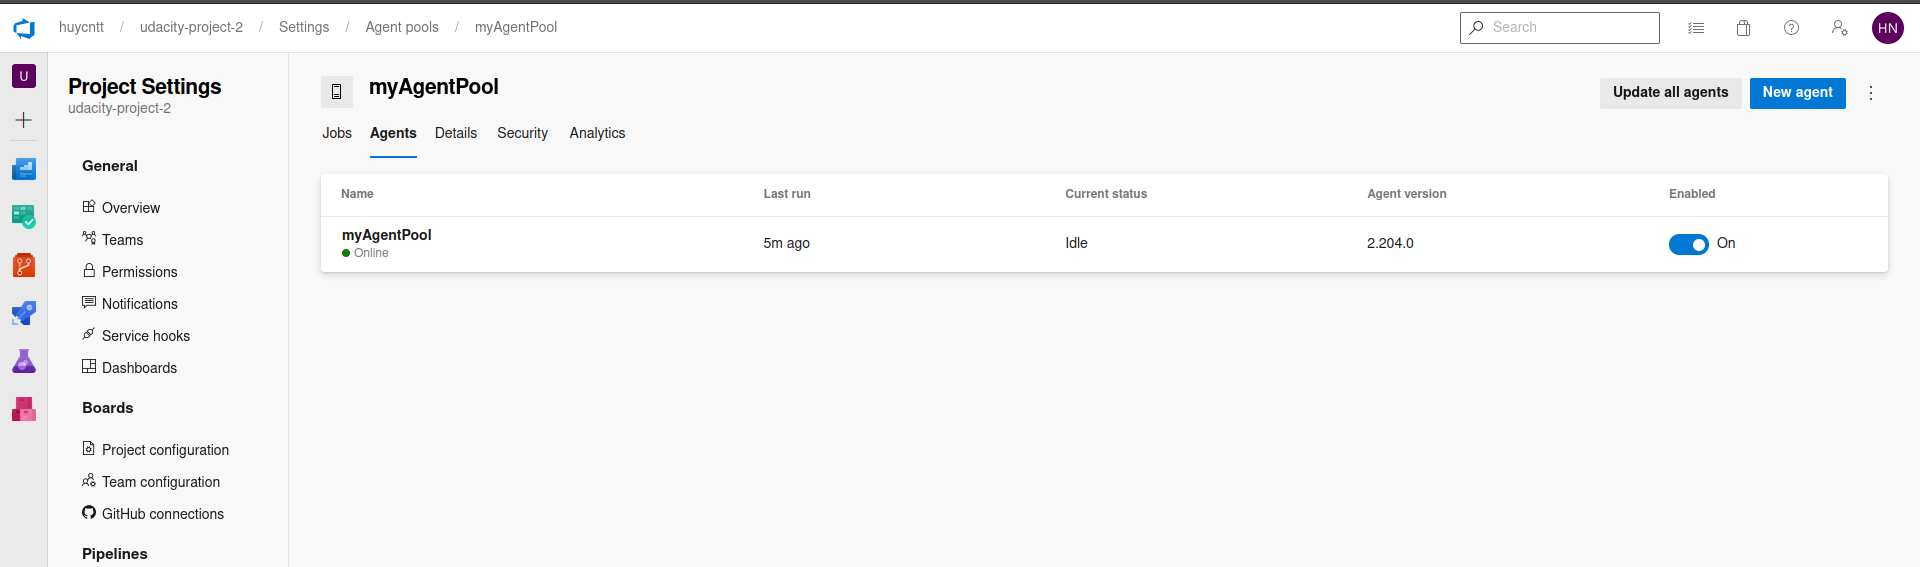 huycntt / udacity-project-2 / Settings / Agent pools / myAgentPool
Search
HN
U
Project Settings
udacity-project-2
General
Overview
Teams
Permissions
Notifications
Service hooks
Dashboards
Boards
Project configuration
Team configuration
GitHub connections
Pipelines
myAgentPool
Update all agents
New agent
Jobs Agents Details Security Analytics
Name Last run Current status Agent version Enabled
myAgentPool
Online
5m ago Idle 2.204.0 On